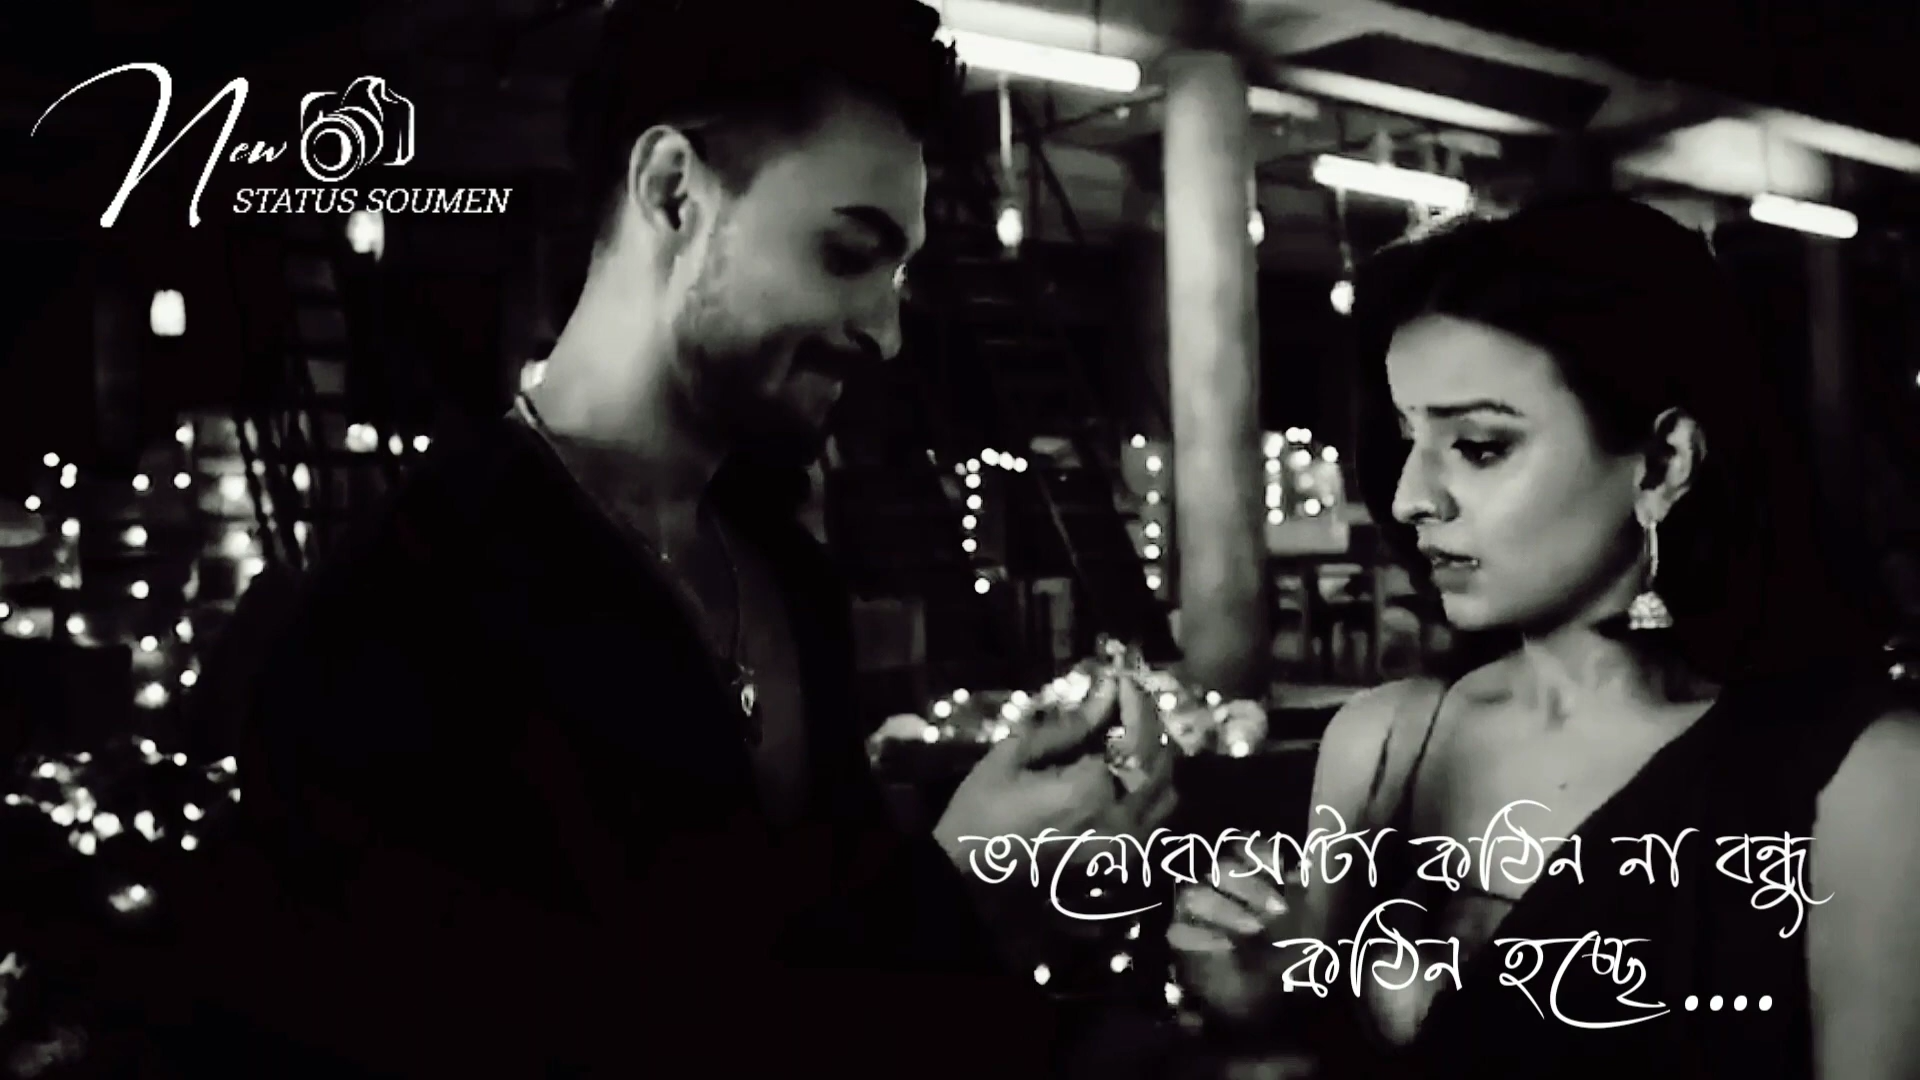 New
STATUS SOUMEN
ভালোবাসাটা কঠিন না বন্ধু
কঠিন হচ্ছে ....